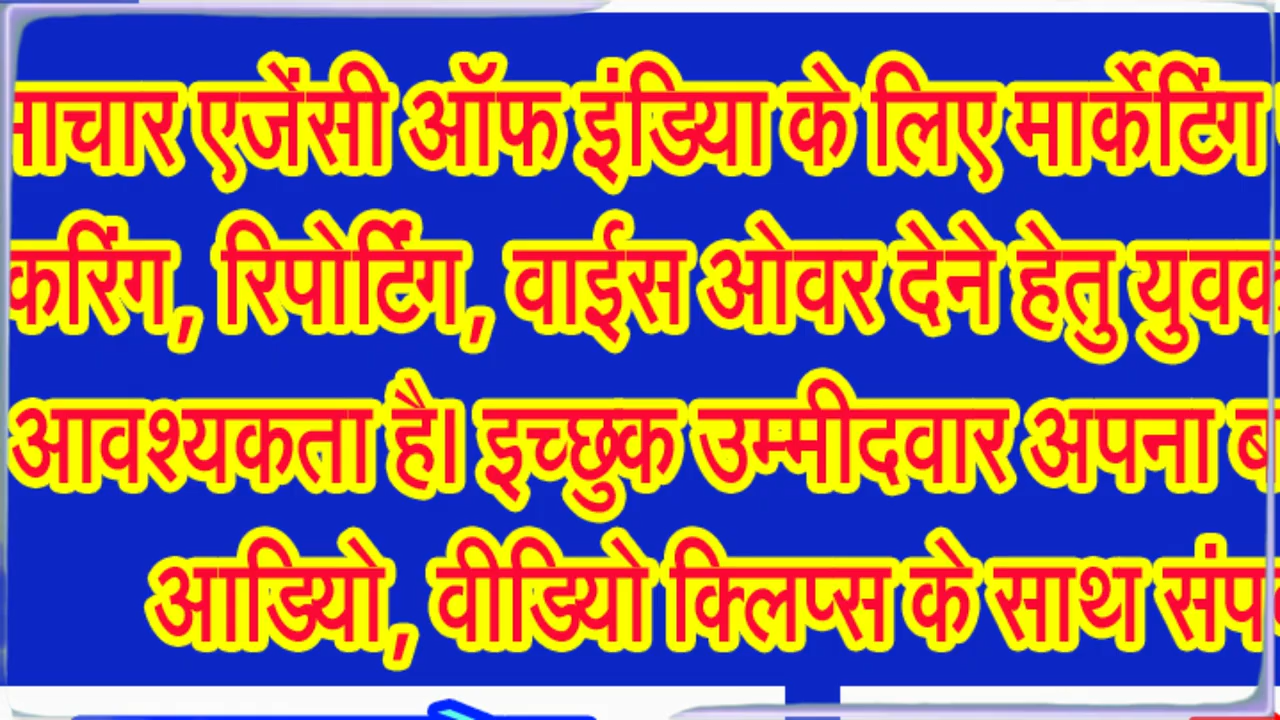 ाचार एजेंसी ऑफ इंडिया के लिए मार्केटिंग
करिंग, रिपोर्टिंग, वाईस ओवर देने हेतु युवक
आवश्यकता है। इच्छुक उम्मीदवार अपना ब
आडियो, वीडियो क्लिप्स के साथ संप